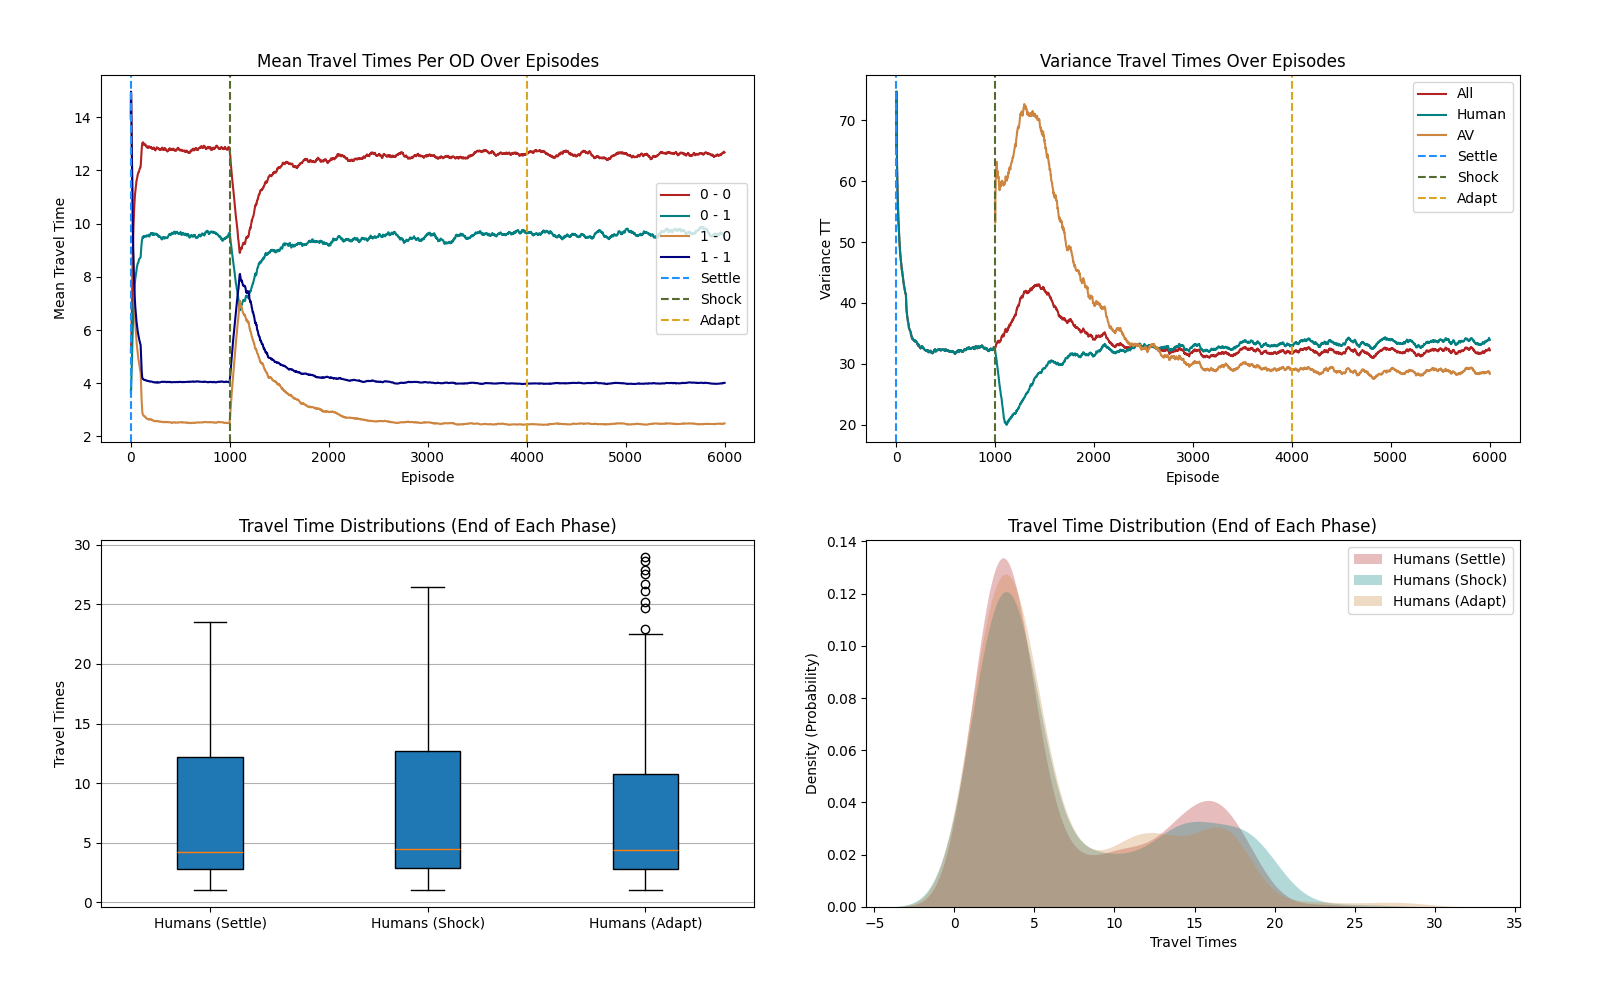 Mean Travel Times Per OD Over Episodes
Mean Travel Time
14
12
10
8
6
4
2
0 - 0
0 - 1
1 - 0
1 - 1
Settle
Shock
Adapt
0
1000
2000
3000
4000
5000
6000
Episode
Variance Travel Times Over Episodes
Variance TT
70
60
50
40
30
20
All
Human
AV
Settle
Shock
Adapt
0
1000
2000
3000
4000
5000
6000
Episode
Travel Time Distributions (End of Each Phase)
Travel Times
30
25
20
15
10
5
0
Humans (Settle)
Humans (Shock)
Humans (Adapt)
Travel Time Distribution (End of Each Phase)
Density (Probability)
0.14
0.12
0.10
0.08
0.06
0.04
0.02
0.00
Humans (Settle)
Humans (Shock)
Humans (Adapt)
−5
0
5
10
15
20
25
30
35
Travel Times